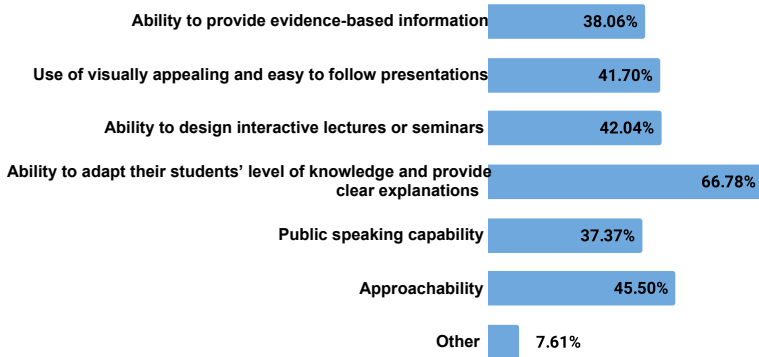 Ability to provide evidence-based information 38.06%
Use of visually appealing and easy to follow presentations 41.70%
Ability to design interactive lectures or seminars 42.04%
Ability to adapt their students’ level of knowledge and provide
clear explanations 66.78%
Public speaking capability 37.37%
Approachability 45.50%
Other 7.61%